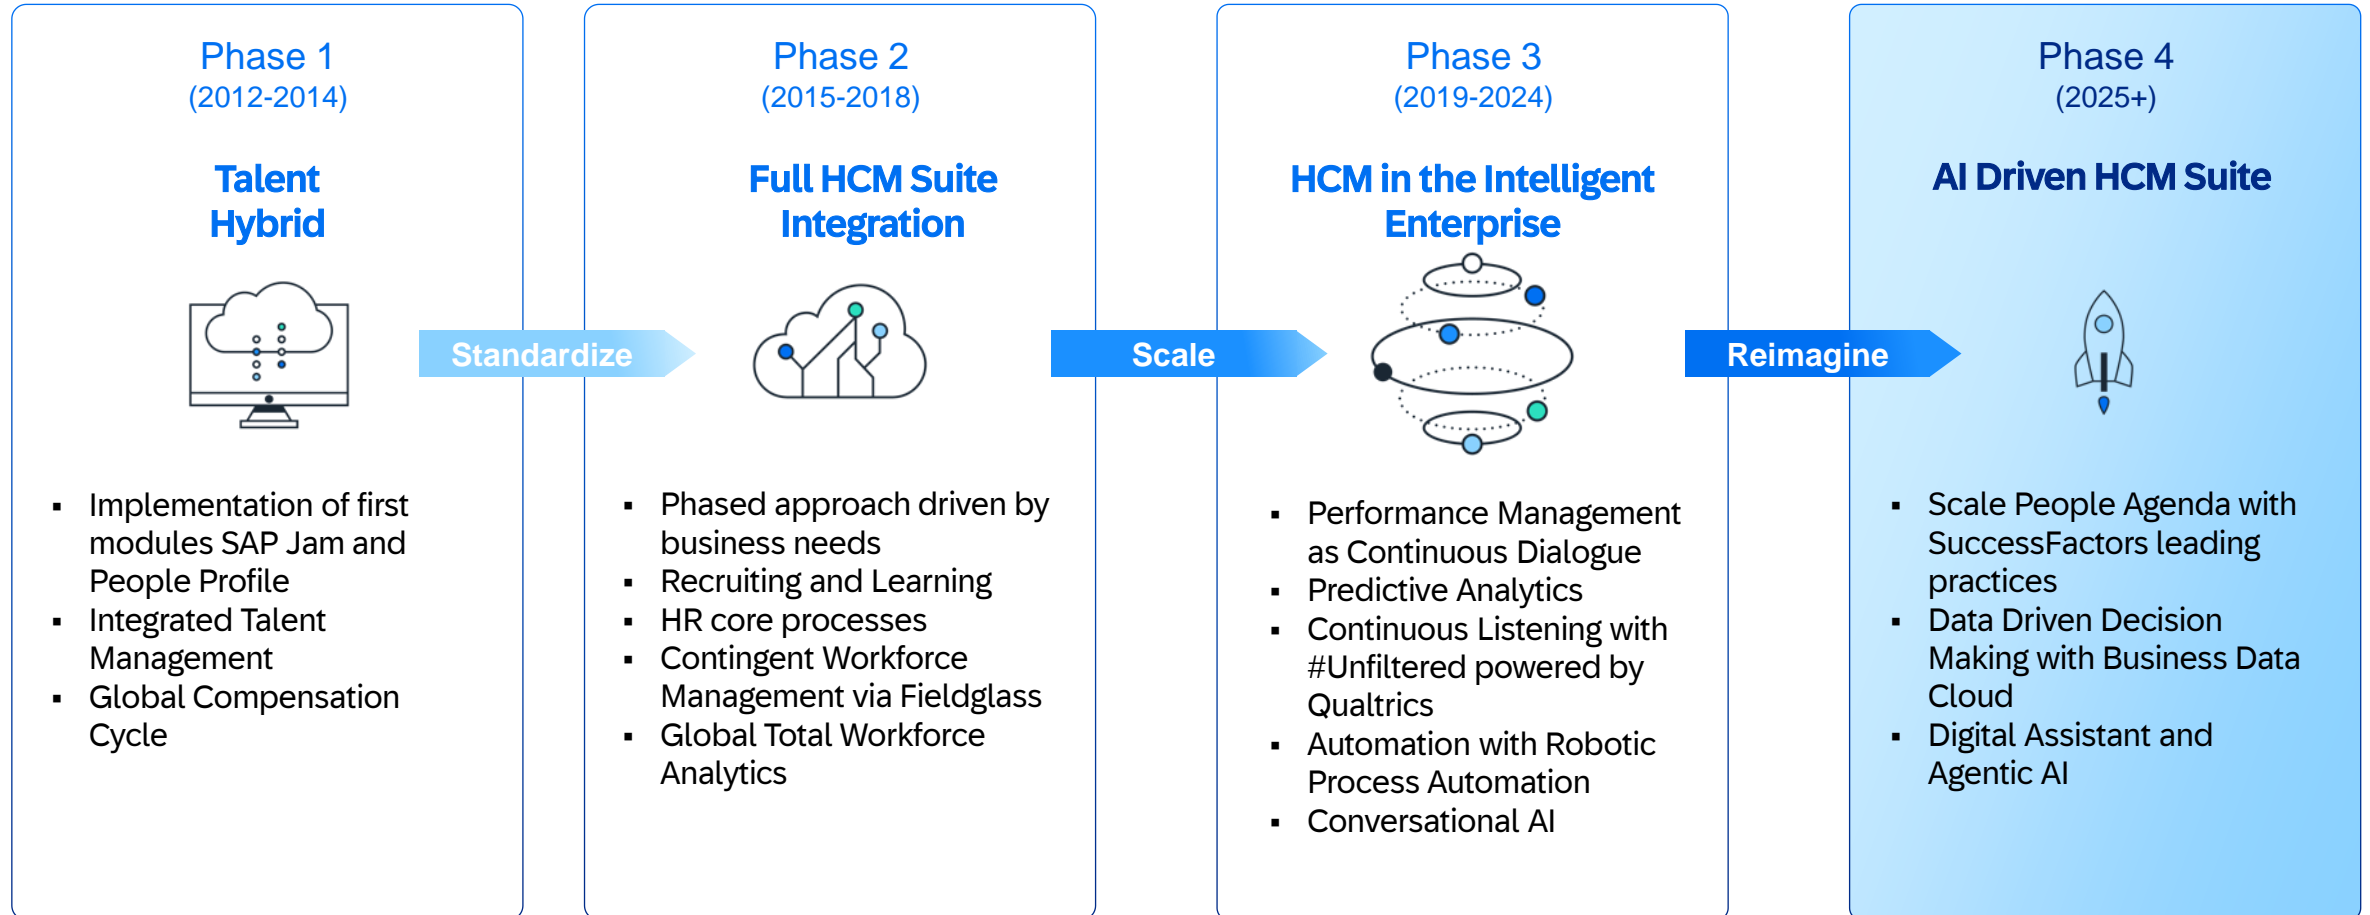 Phase 1
(2012-2014)
Talent
Hybrid
▪ Implementation of first
modules SAP Jam and
People Profile
▪ Integrated Talent
Management
▪ Global Compensation
Cycle
Standardize
Phase 2
(2015-2018)
Full HCM Suite
Integration
▪ Phased approach driven by
business needs
▪ Recruiting and Learning
▪ HR core processes
▪ Contingent Workforce
Management via Fieldglass
▪ Global Total Workforce
Analytics
Scale
Phase 3
(2019-2024)
HCM in the Intelligent
Enterprise
▪ Performance Management
as Continuous Dialogue
▪ Predictive Analytics
▪ Continuous Listening with
#Unfiltered powered by
Qualtrics
▪ Automation with Robotic
Process Automation
▪ Conversational AI
Reimagine
Phase 4
(2025+)
AI Driven HCM Suite
▪ Scale People Agenda with
SuccessFactors leading
practices
▪ Data Driven Decision
Making with Business Data
Cloud
▪ Digital Assistant and
Agentic AI